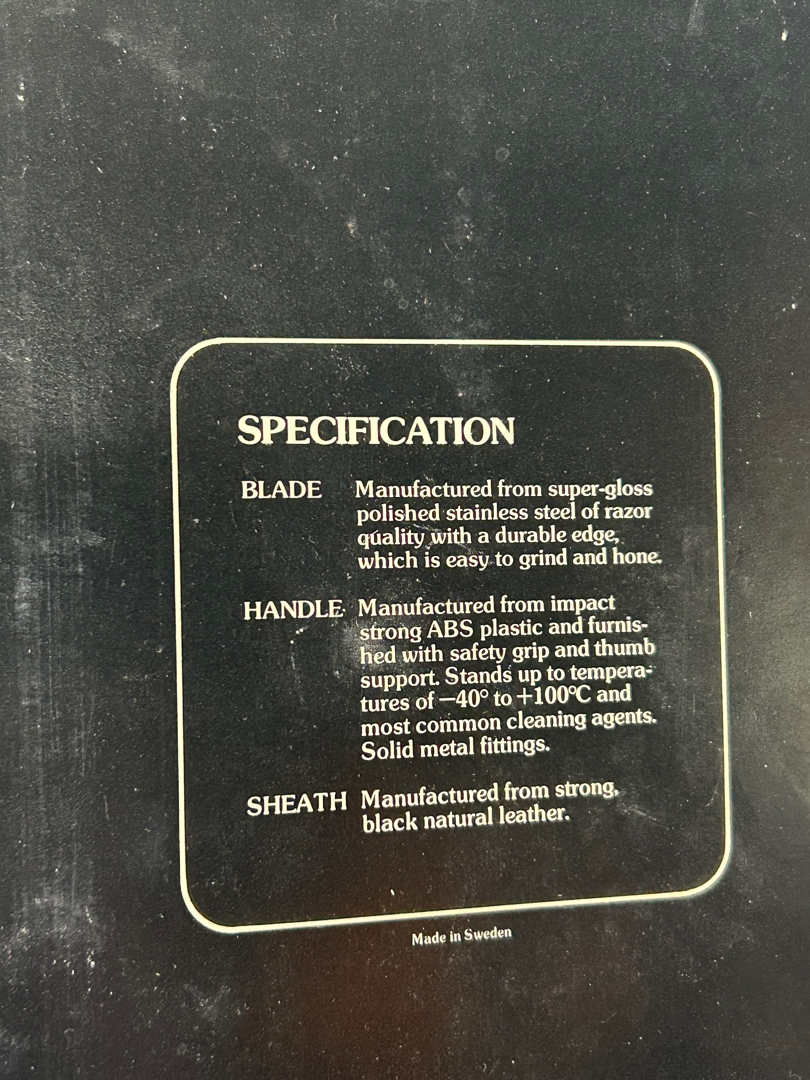 SPECIFICATION
BLADE Manufactured from super-gloss
polished stainless steel of razor
quality with a durable edge,
which is easy to grind and hone.
HANDLE Manufactured from impact
strong ABS plastic and furnis-
hed with safety grip and thumb
support. Stands up to tempera-
tures of —40° to +100°C and
most common cleaning agents.
Solid metal fittings.
SHEATH Manufactured from strong,
black natural leather.
Made in Sweden